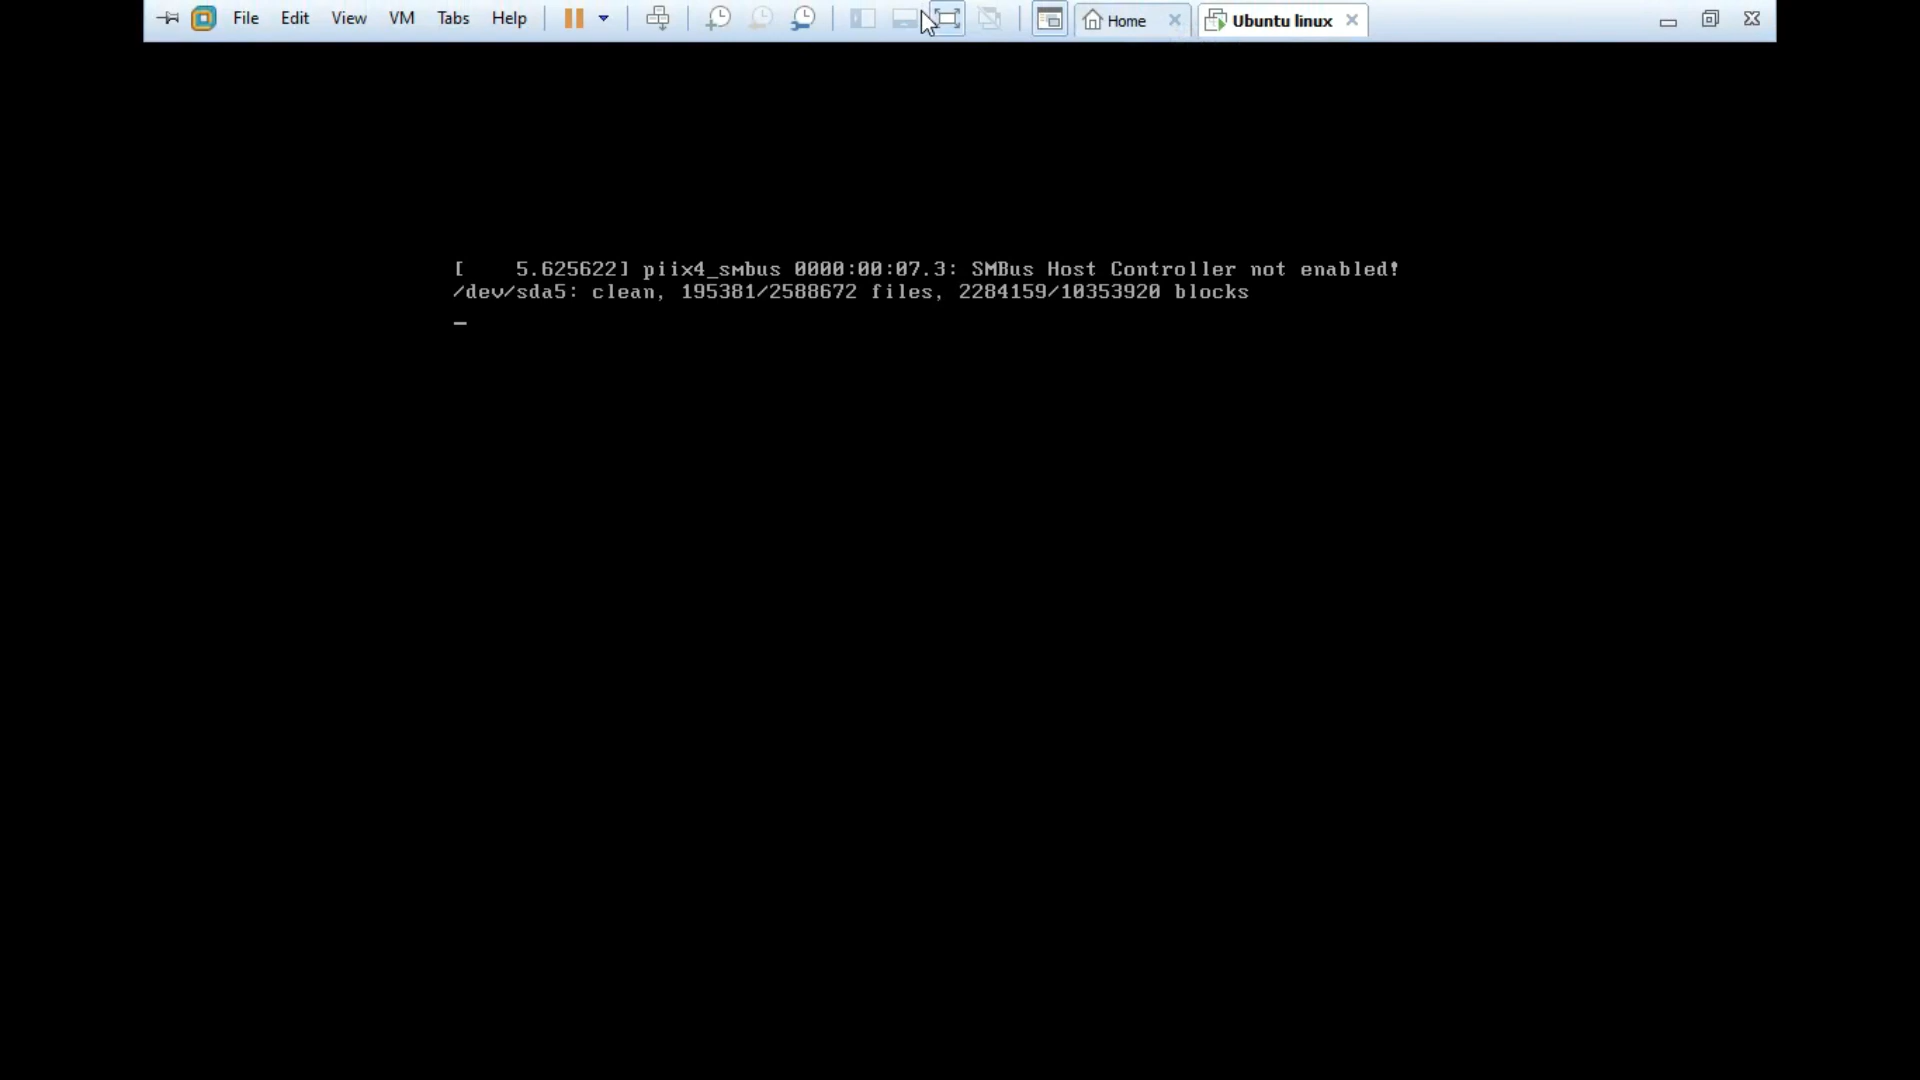 File Edit View VM Tabs Help Home Ubuntu linux
[    5.625622] piix4_smbus 0000:00:07.3: SMBus Host Controller not enabled!
/dev/sda5: clean, 195381/2588672 files, 2284159/10353920 blocks
_